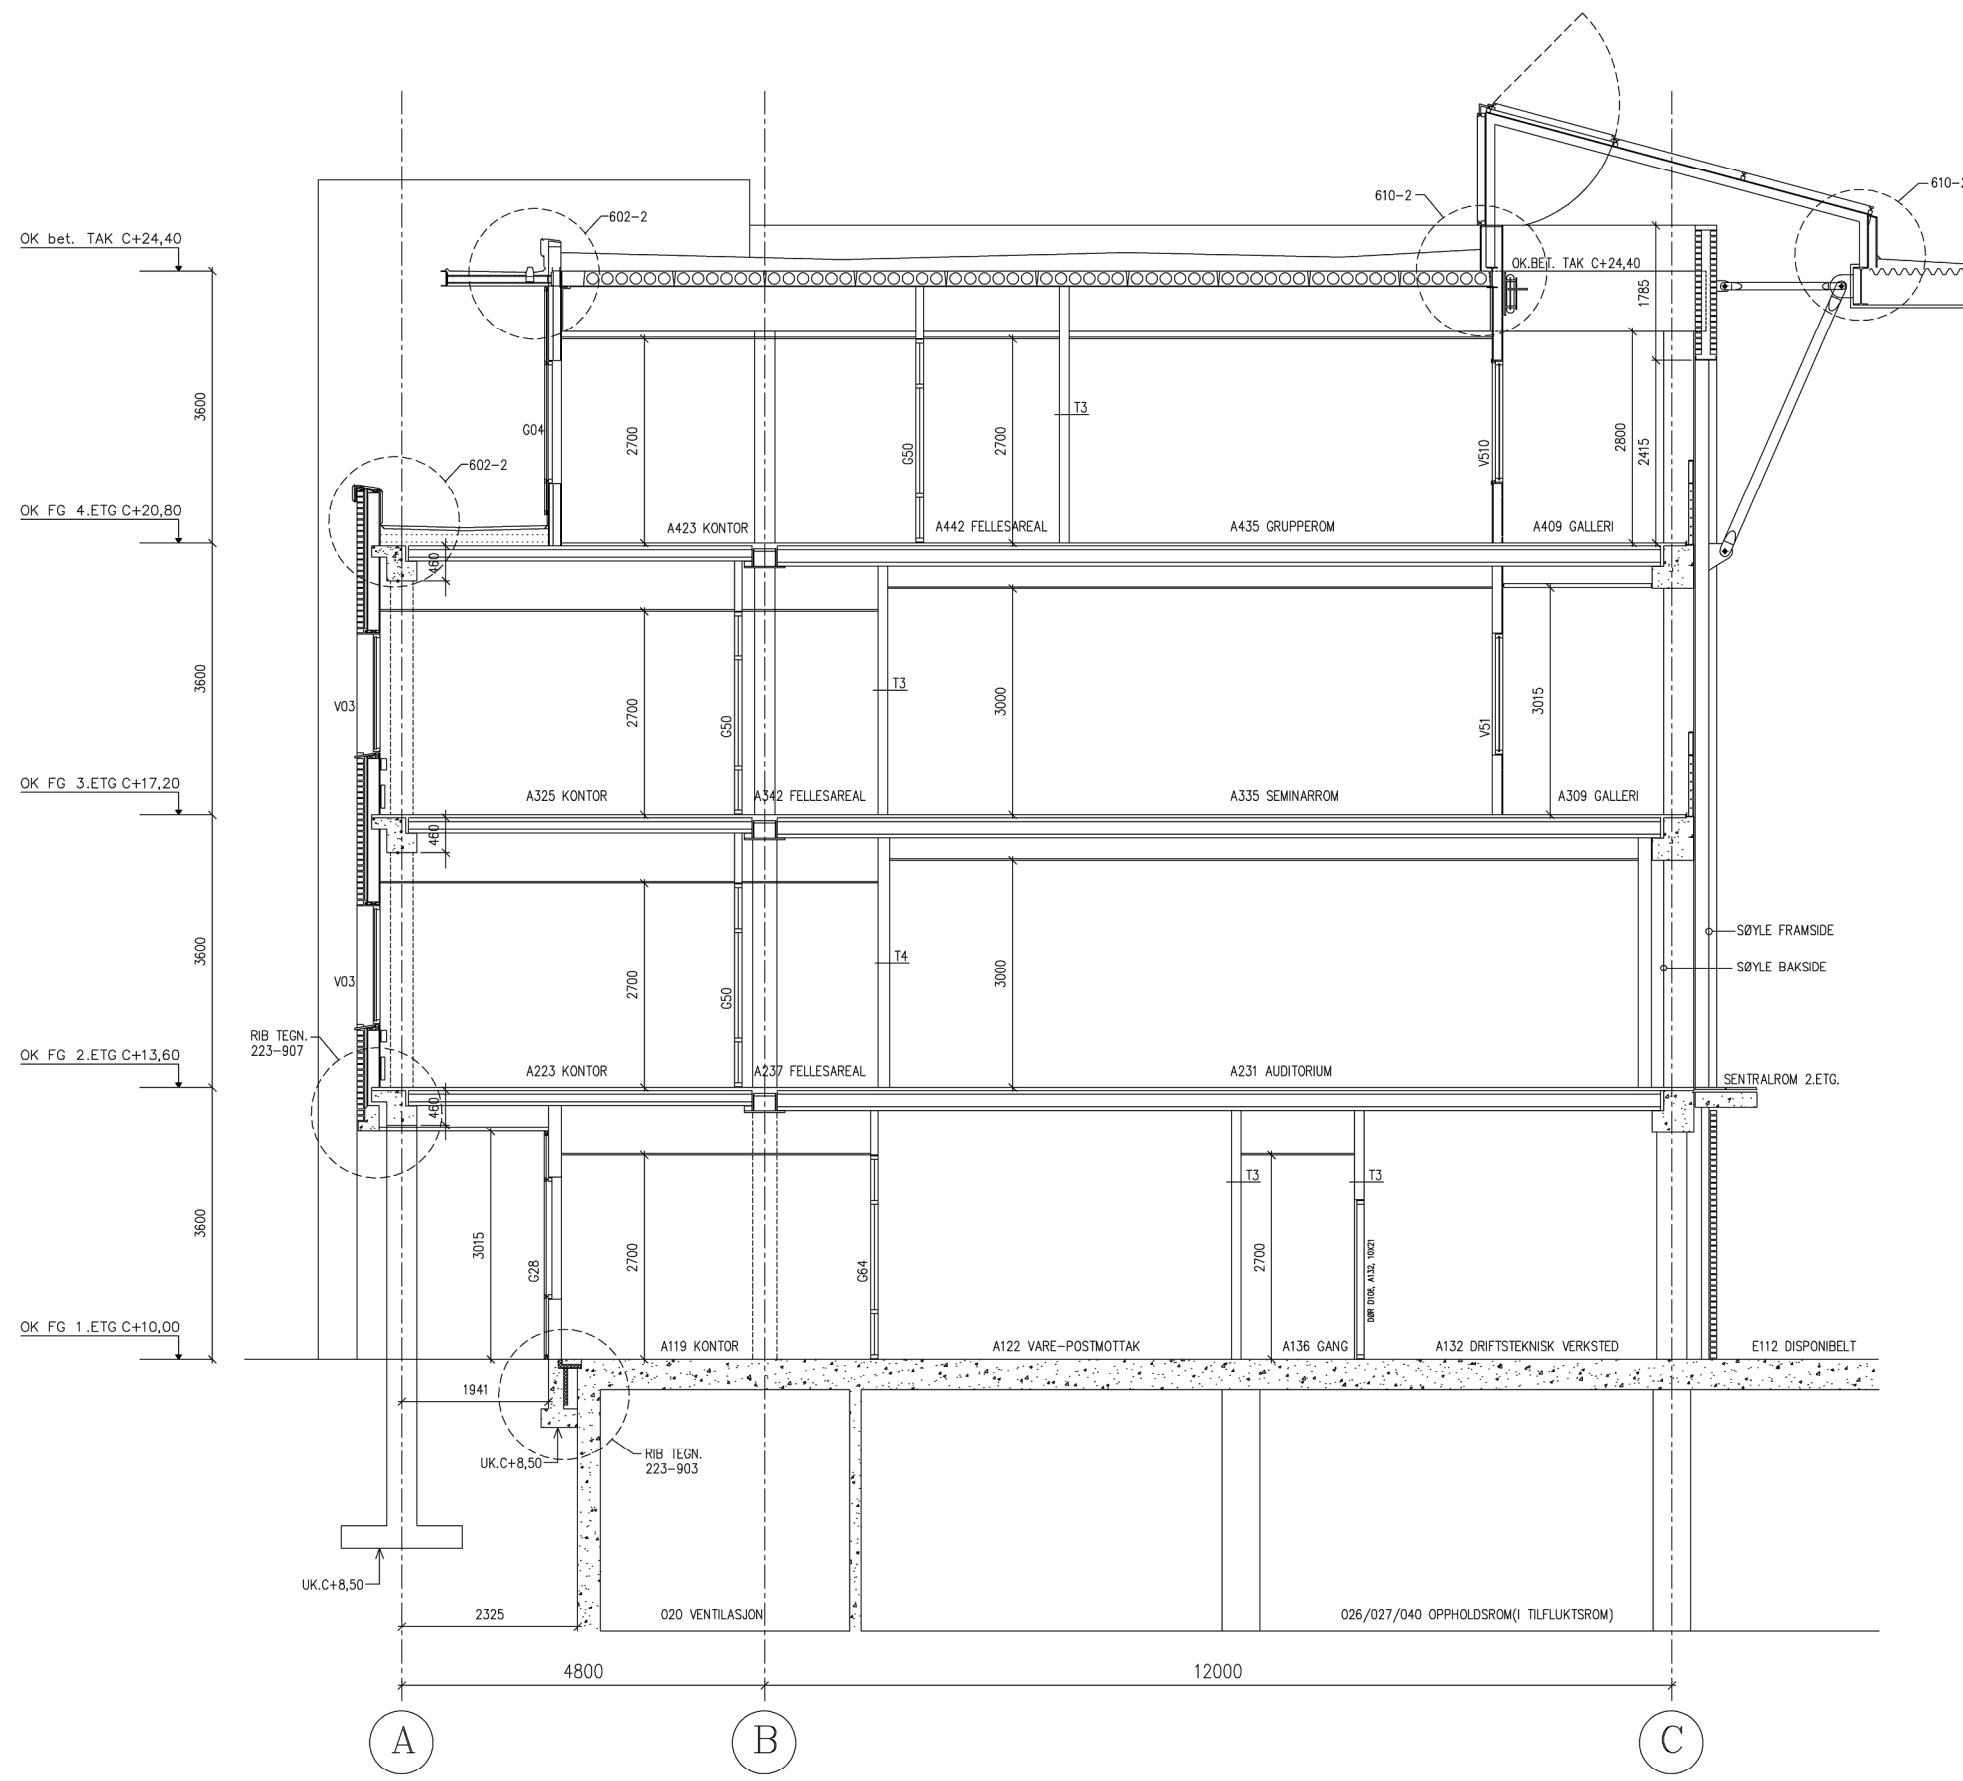 610-2
610-2
602-2
OK bet. TAK C+24,40
OK.BET. TAK C+24,40
1785
3600
G04
2700
G50
2700
T3
V510
2800
2415
602-2
OK FG 4.ETG C+20,80
A423 KONTOR
A442 FELLESAREAL
A435 GRUPPEROM
A409 GALLERI
460
3600
V03
2700
G50
T3
3000
V51
3015
OK FG 3.ETG C+17,20
A325 KONTOR
A342 FELLESAREAL
A335 SEMINARROM
A309 GALLERI
460
3600
V03
2700
G50
T4
3000
SØYLE FRAMSIDE
SØYLE BAKSIDE
RIB TEGN.
223-907
OK FG 2.ETG C+13,60
A223 KONTOR
A237 FELLESAREAL
A231 AUDITORIUM
SENTRALROM 2.ETG.
460
3600
3015
G28
2700
G64
T3
2700
T3
DØR D108, A132, 10X21
OK FG 1.ETG C+10,00
A119 KONTOR
A122 VARE-POSTMOTTAK
A136 GANG
A132 DRIFTSTEKNISK VERKSTED
E112 DISPONIBELT
1941
UK.C+8,50
RIB TEGN.
223-903
UK.C+8,50
2325
020 VENTILASJON
026/027/040 OPPHOLDSROM(I TILFLUKTSROM)
4800
12000
A
B
C